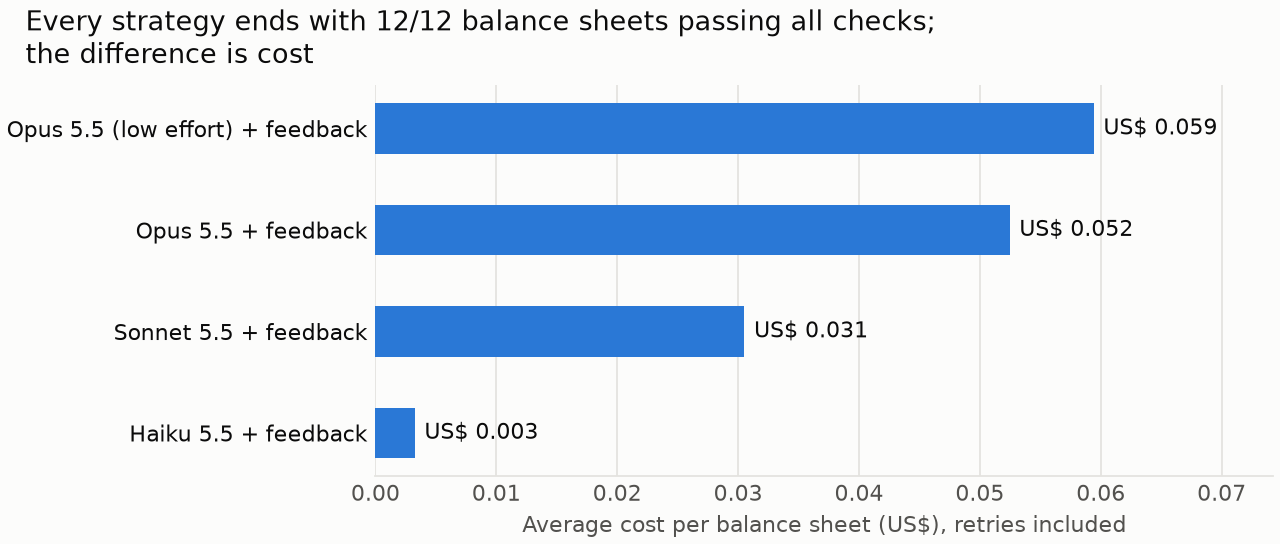 Every strategy ends with 12/12 balance sheets passing all checks;
the difference is cost
Opus 5.5 (low effort) + feedback
US$ 0.059
Opus 5.5 + feedback
US$ 0.052
Sonnet 5.5 + feedback
US$ 0.031
Haiku 5.5 + feedback
US$ 0.003
0.00 0.01 0.02 0.03 0.04 0.05 0.06 0.07
Average cost per balance sheet (US$), retries included